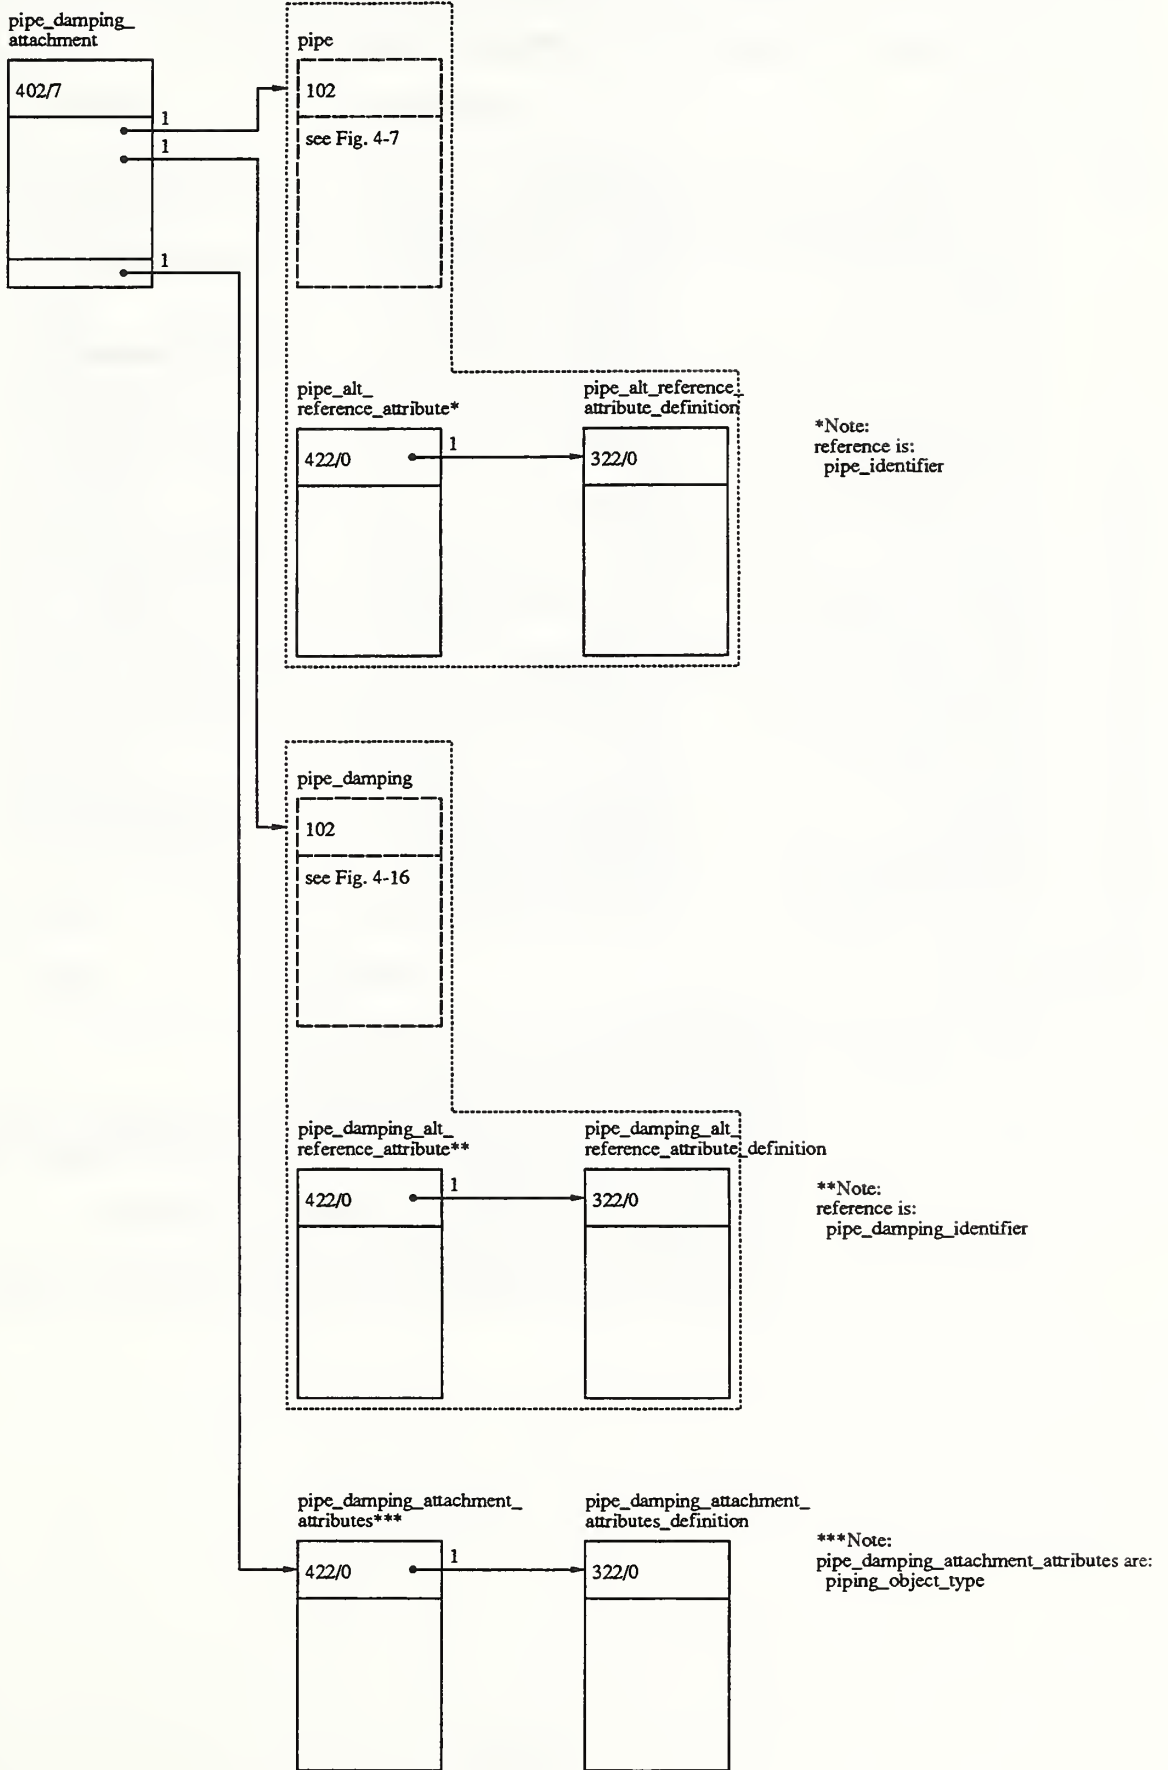 pipe_damping_
attachment
402/7
1
1
1
pipe
102
see Fig. 4-7
pipe_alt_
reference_attribute*
422/0
1
pipe_alt_reference_
attribute_definition
322/0
*Note:
reference is:
pipe_identifier
pipe_damping
102
see Fig. 4-16
pipe_damping_alt_
reference_attribute**
422/0
1
pipe_damping_alt_
reference_attribute_definition
322/0
**Note:
reference is:
pipe_damping_identifier
pipe_damping_attachment_
attributes***
422/0
1
pipe_damping_attachment_
attributes_definition
322/0
***Note:
pipe_damping_attachment_attributes are:
piping_object_type